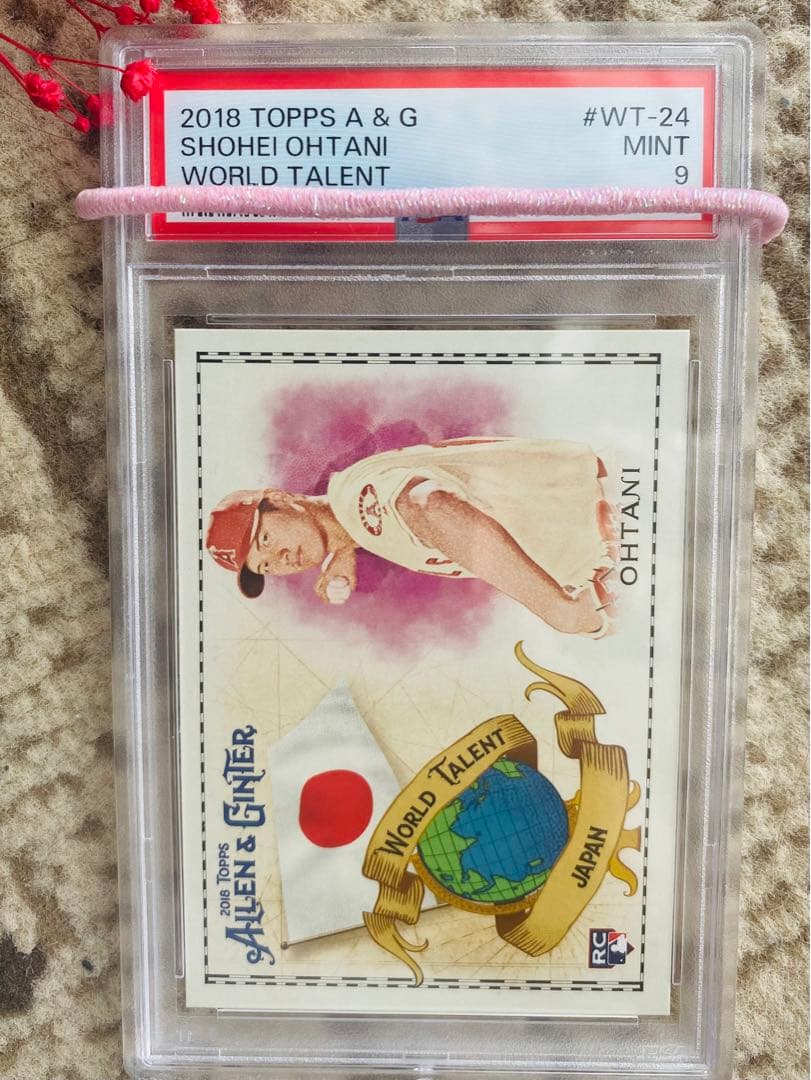 2018 TOPPS A & G #WT-24
SHOHEI OHTANI MINT
WORLD TALENT 9
OHTANI
2018 TOPPS
ALLEN & GINTER
WORLD TALENT
JAPAN
RC
A